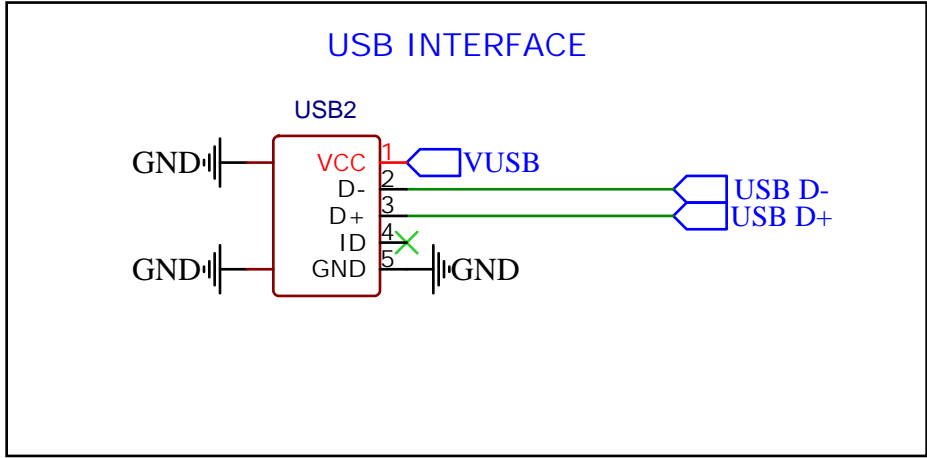 USB INTERFACE
USB2
GND VCC 1 VUSB
D- 2 USB D-
D+ 3 USB D+
ID 4
GND GND 5 GND